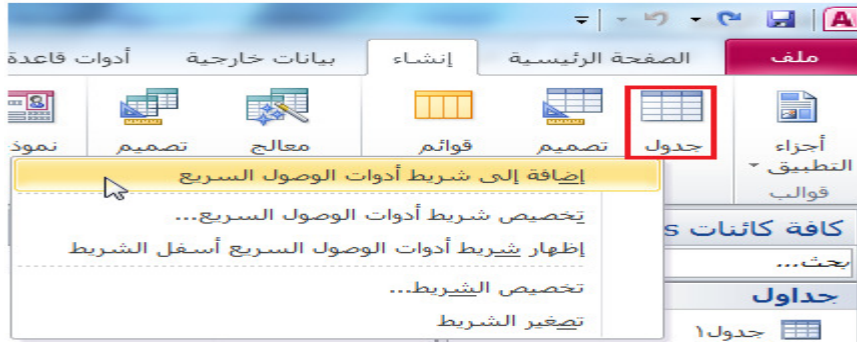 A
ملف
الصفحة الرئيسية
إنشاء
بيانات خارجية
أدوات قاعدة
أجزاء
التطبيق
قوالب
جدول
تصميم
قوائم
معالج
تصميم
نموذ
إضافة إلى شريط أدوات الوصول السريع
تخصيص شريط أدوات الوصول السريع...
إظهار شريط أدوات الوصول السريع أسفل الشريط
تخصيص الشريط...
تصغير الشريط
كافة كائنات s
بحث...
جداول
جدول١